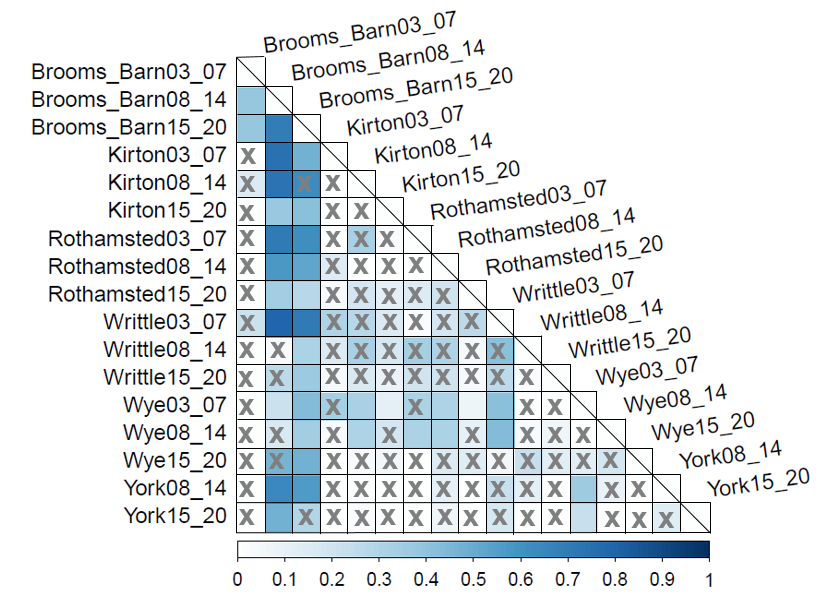 Brooms_Barn03_07
Brooms_Barn08_14
Brooms_Barn15_20
Kirton03_07
Kirton08_14
Kirton15_20
Rothamsted03_07
Rothamsted08_14
Rothamsted15_20
Writtle03_07
Writtle08_14
Writtle15_20
Wye03_07
Wye08_14
Wye15_20
York08_14
York15_20
Brooms_Barn03_07
Brooms_Barn08_14
Brooms_Barn15_20
Kirton03_07 X
Kirton08_14 X X X
Kirton15_20 X X X
Rothamsted03_07 X X X X
Rothamsted08_14 X X X X X
Rothamsted15_20 X X X X X X
Writtle03_07 X X X X X X X
Writtle08_14 X X X X X X X X X
Writtle15_20 X X X X X X X X X X
Wye03_07 X X X X X
Wye08_14 X X X X X X X X
Wye15_20 X X X X X X X X X X X X X
York08_14 X X X X X X X X X X X X
York15_20 X X X X X X X X X X X X X X
0 0.1 0.2 0.3 0.4 0.5 0.6 0.7 0.8 0.9 1